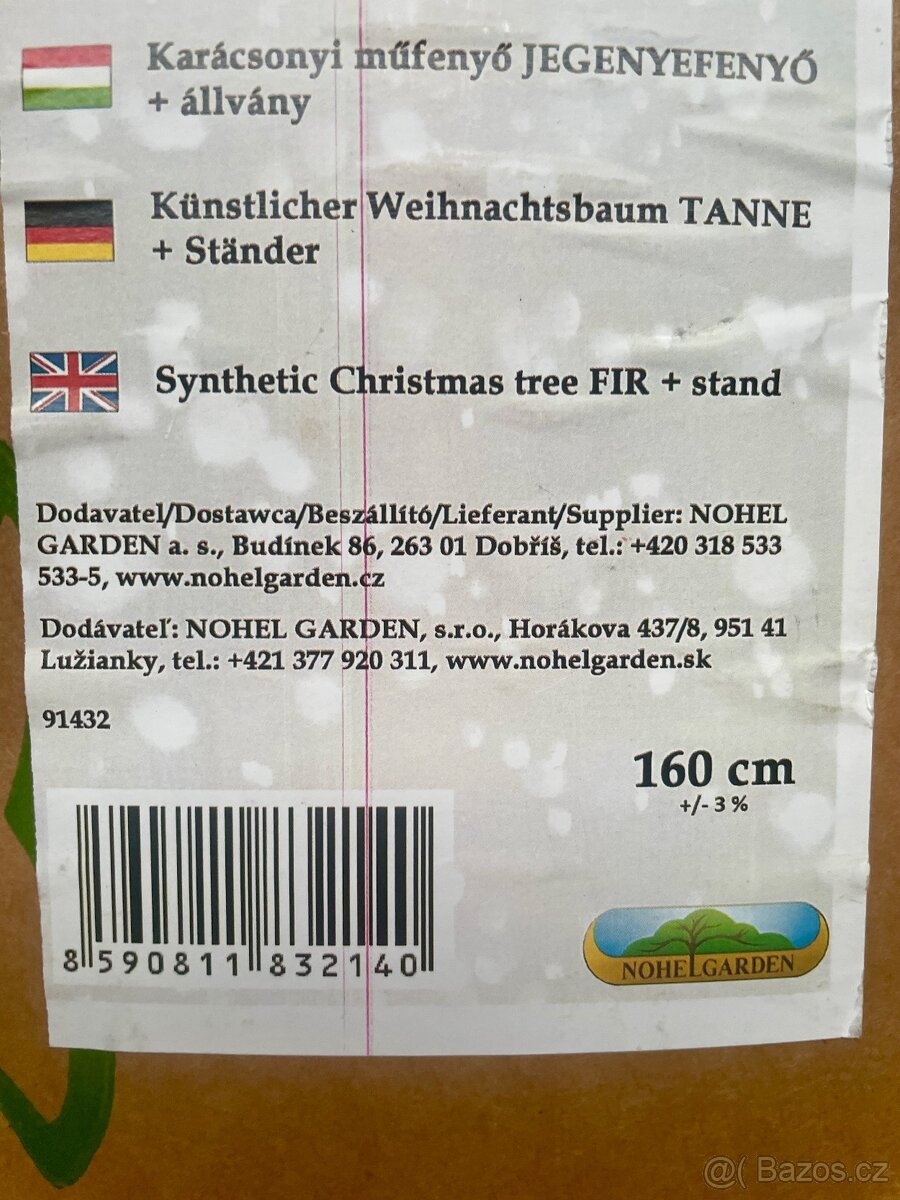 Karácsonyi műfenyő JEGENYEFENYŐ
+ állvány
Künstlicher Weihnachtsbaum TANNE
+ Ständer
Synthetic Christmas tree FIR + stand
Dodavatel/Dostawca/Beszállító/Lieferant/Supplier: NOHEL
GARDEN a. s., Budínek 86, 263 01 Dobříš, tel.: +420 318 533
533-5, www.nohelgarden.cz
Dodávateľ: NOHEL GARDEN, s.r.o., Horákova 437/8, 951 41
Lužianky, tel.: +421 377 920 311, www.nohelgarden.sk
91432
160 cm
+/- 3 %
8 590811 832140
NOHELGARDEN
@( Bazos.cz